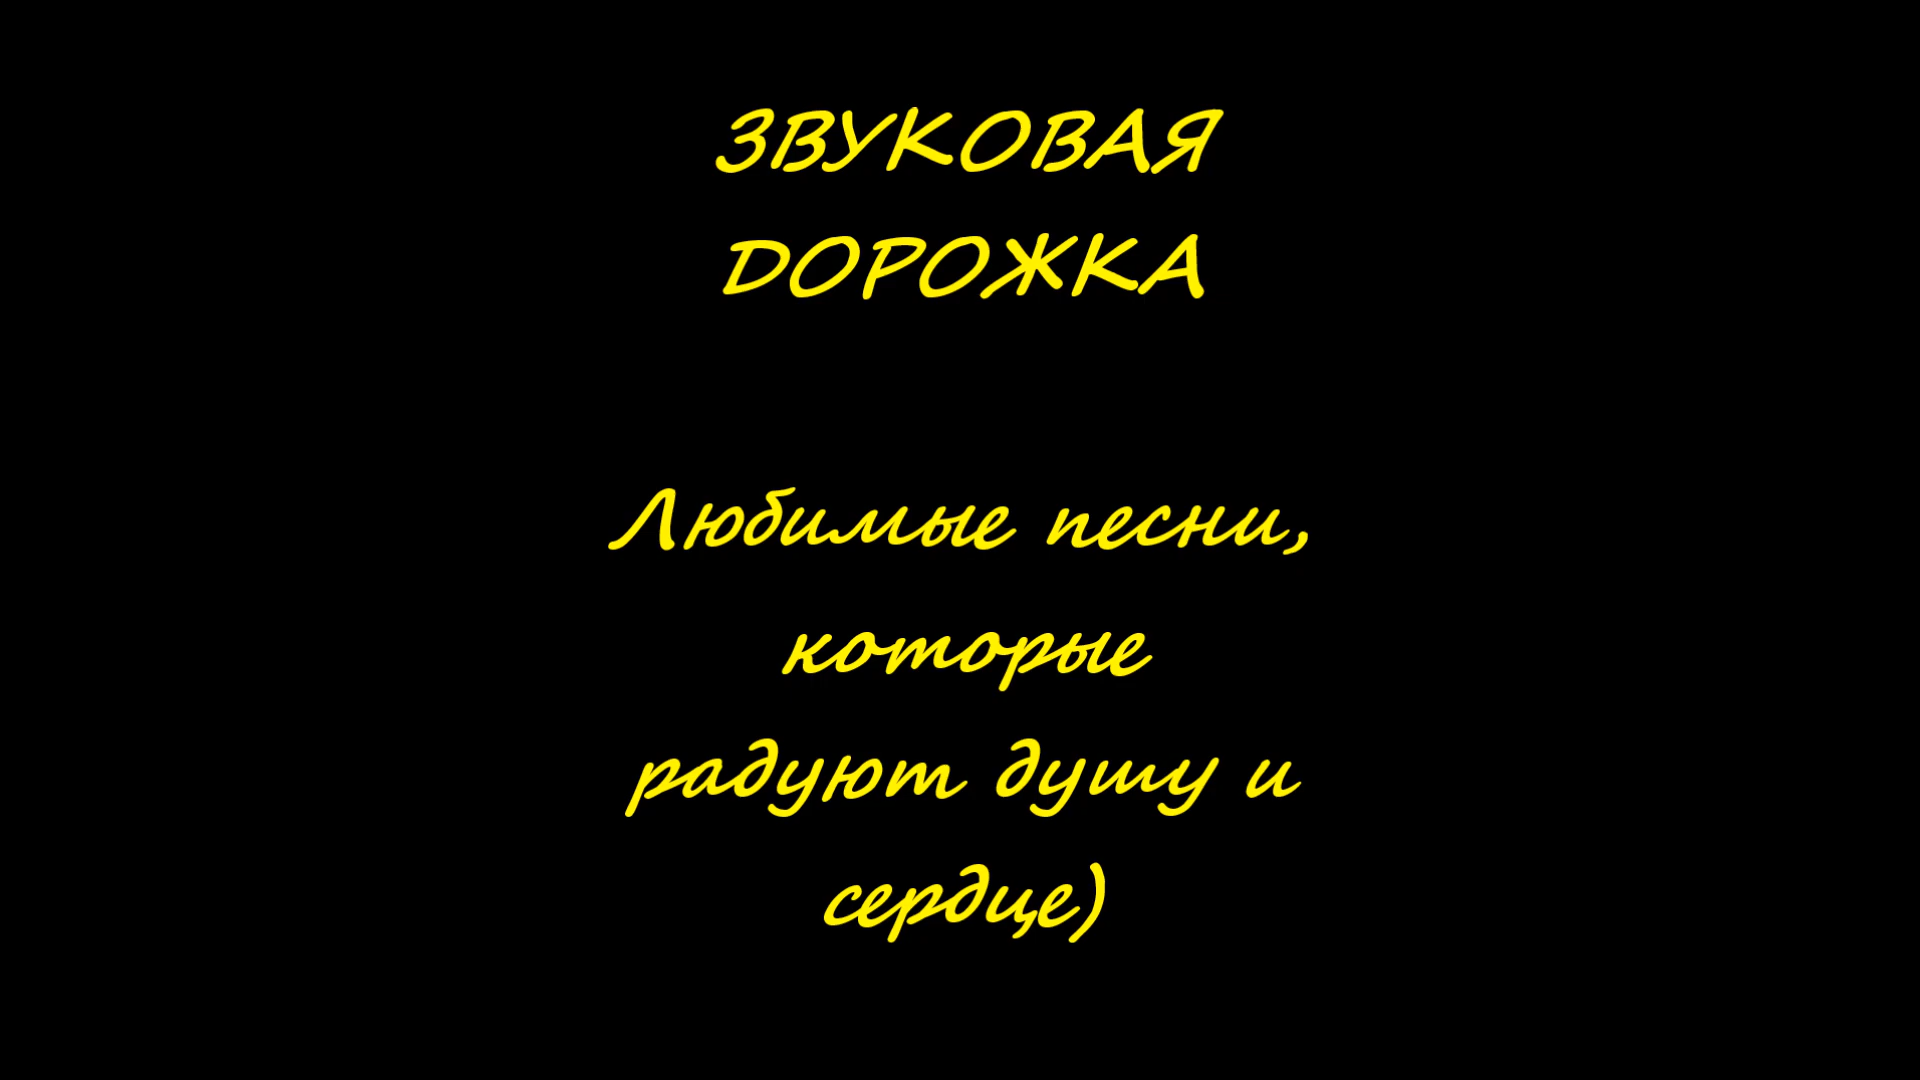 ЗВУКОВАЯ
ДОРОЖКА
Любимые песни,
которые
радуют душу и
сердце)